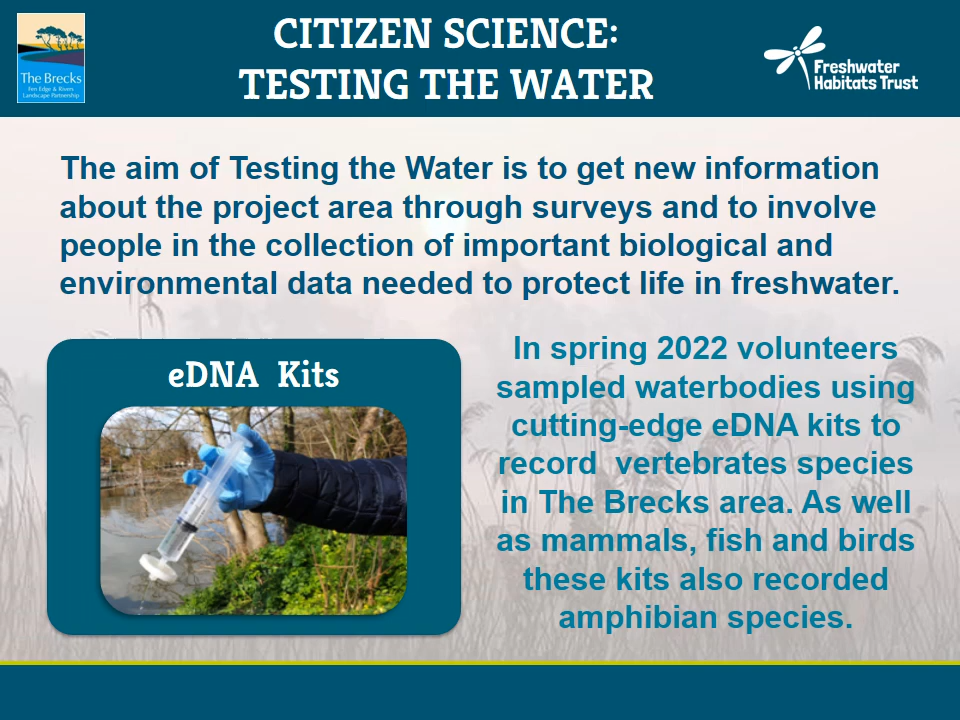 CITIZEN SCIENCE:
TESTING THE WATER
The Brecks
Fen Edge & Rivers
Landscape Partnership
Freshwater
Habitats Trust
The aim of Testing the Water is to get new information
about the project area through surveys and to involve
people in the collection of important biological and
environmental data needed to protect life in freshwater.
eDNA Kits
In spring 2022 volunteers
sampled waterbodies using
cutting-edge eDNA kits to
record vertebrates species
in The Brecks area. As well
as mammals, fish and birds
these kits also recorded
amphibian species.